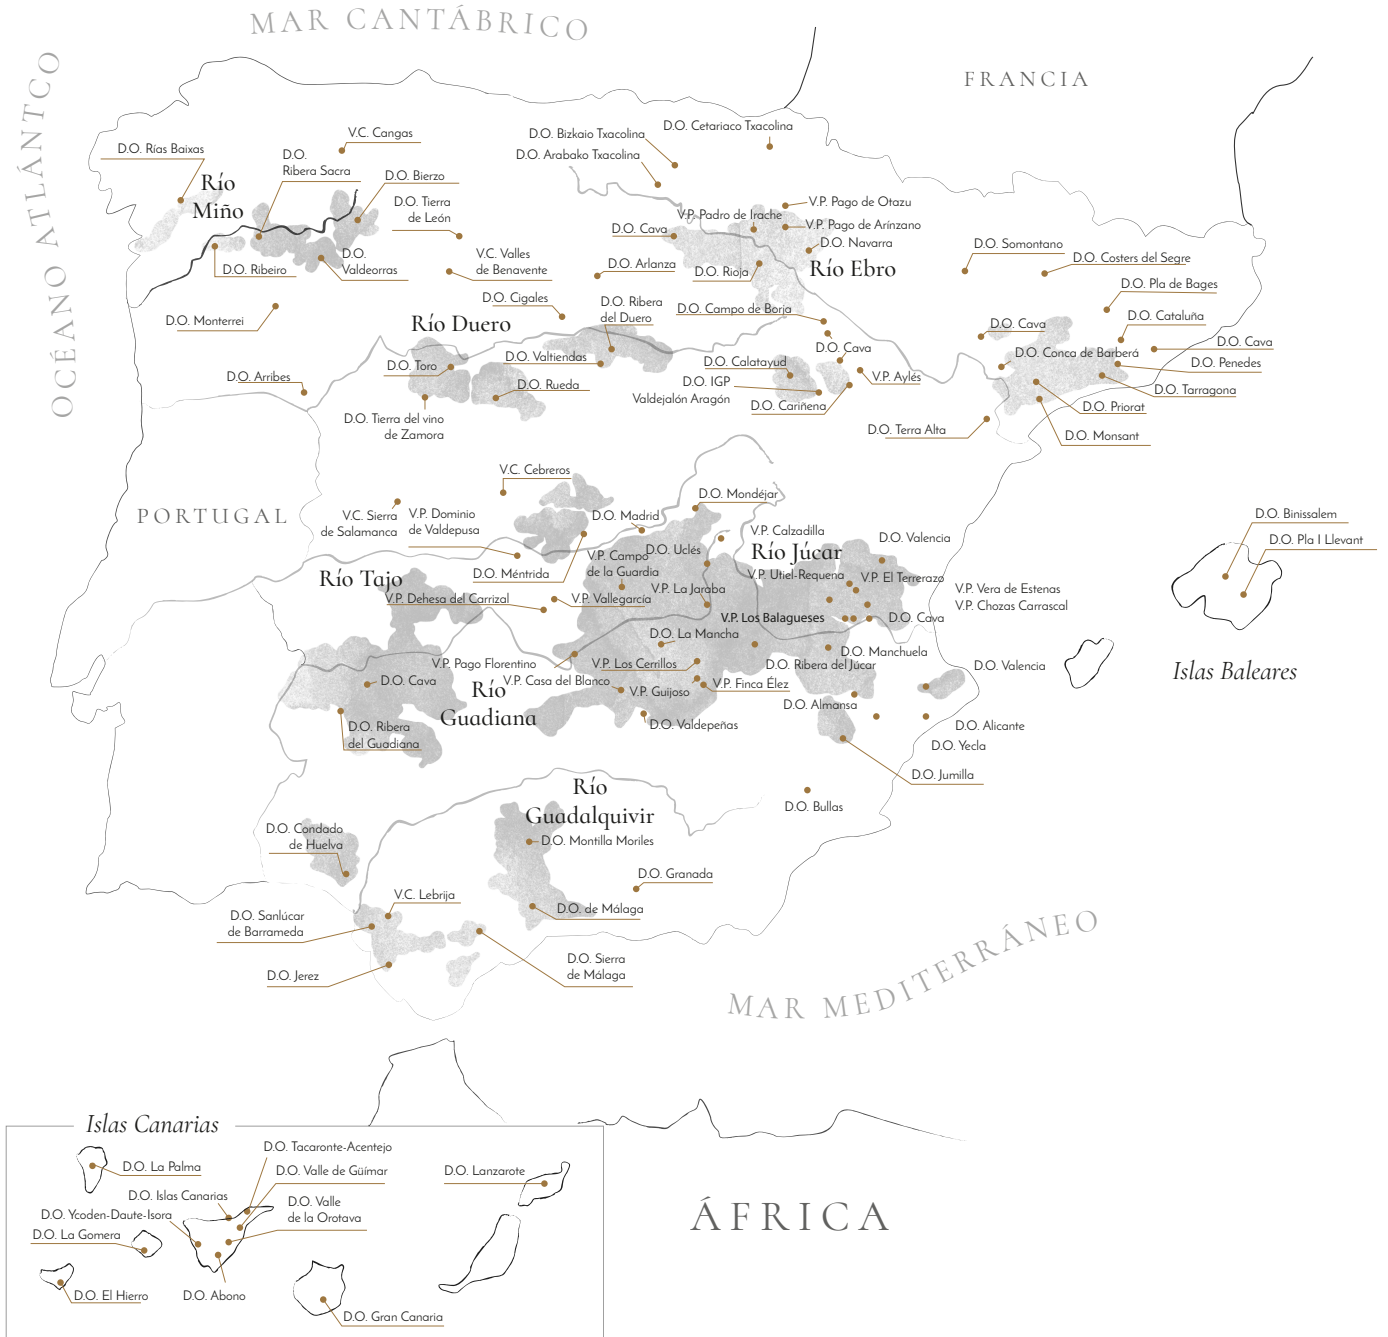 MAR CANTÁBRICO
OCÉANO ATLÁNTCO
FRANCIA
D.O. Rías Baixas
V.C. Cangas
D.O.
Ribera Sacra
D.O. Bierzo
Río
Miño
D.O. Tierra
de León
D.O. Ribeiro
D.O.
Valdeorras
D.O. Monterrei
V.C. Valles
de Benavente
D.O. Bizkaio Txacolina
D.O. Arabako Txacolina
D.O. Cetariaco Txacolina
V.P. Pago de Otazu
V.P. Padro de Irache
V.P. Pago de Arínzano
D.O. Cava
D.O. Navarra
D.O. Arlanza
D.O. Rioja
Río Ebro
D.O. Somontano
D.O. Costers del Segre
D.O. Pla de Bages
D.O. Cigales
D.O. Ribera
del Duero
D.O. Campo de Borja
D.O. Cataluña
Río Duero
D.O. Cava
D.O. Cava
D.O. Cava
D.O. Conca de Barberá
D.O. Penedes
D.O. Toro
D.O. Valtiendas
D.O. Calatayud
V.P. Aylés
D.O. Arribes
D.O. Rueda
D.O. IGP
Valdejalón Aragón
D.O. Cariñena
D.O. Tarragona
D.O. Priorat
D.O. Tierra del vino
de Zamora
D.O. Terra Alta
D.O. Monsant
V.C. Cebreros
PORTUGAL
V.C. Sierra
de Salamanca
V.P. Dominio
de Valdepusa
D.O. Madrid
D.O. Mondéjar
D.O. Binissalem
D.O. Pla I Llevant
V.P. Calzadilla
D.O. Valencia
Río Júcar
D.O. Uclés
V.P. Campo
de la Guardia
D.O. Méntrida
Río Tajo
V.P. Utiel-Requena
V.P. El Terrerazo
V.P. La Jaraba
V.P. Vera de Estenas
V.P. Chozas Carrascal
V.P. Dehesa del Carrizal
V.P. Vallegarcía
V.P. Los Balagueses
D.O. Cava
D.O. La Mancha
D.O. Manchuela
D.O. Ribera del Júcar
D.O. Valencia
Islas Baleares
V.P. Pago Florentino
V.P. Los Cerrillos
D.O. Cava
V.P. Casa del Blanco
V.P. Guijoso
V.P. Finca Élez
Río
Guadiana
D.O. Almansa
D.O. Valdepeñas
D.O. Ribera
del Guadiana
D.O. Alicante
D.O. Yecla
D.O. Jumilla
Río
Guadalquivir
D.O. Bullas
D.O. Condado
de Huelva
D.O. Montilla Moriles
D.O. Granada
V.C. Lebrija
D.O. de Málaga
D.O. Sanlúcar
de Barrameda
D.O. Jerez
D.O. Sierra
de Málaga
MAR MEDITERRÁNEO
Islas Canarias
D.O. La Palma
D.O. Tacaronte-Acentejo
D.O. Valle de Güímar
D.O. Lanzarote
D.O. Islas Canarias
D.O. Ycoden-Daute-Isora
D.O. Valle
de la Orotava
D.O. La Gomera
D.O. El Hierro
D.O. Abono
D.O. Gran Canaria
ÁFRICA